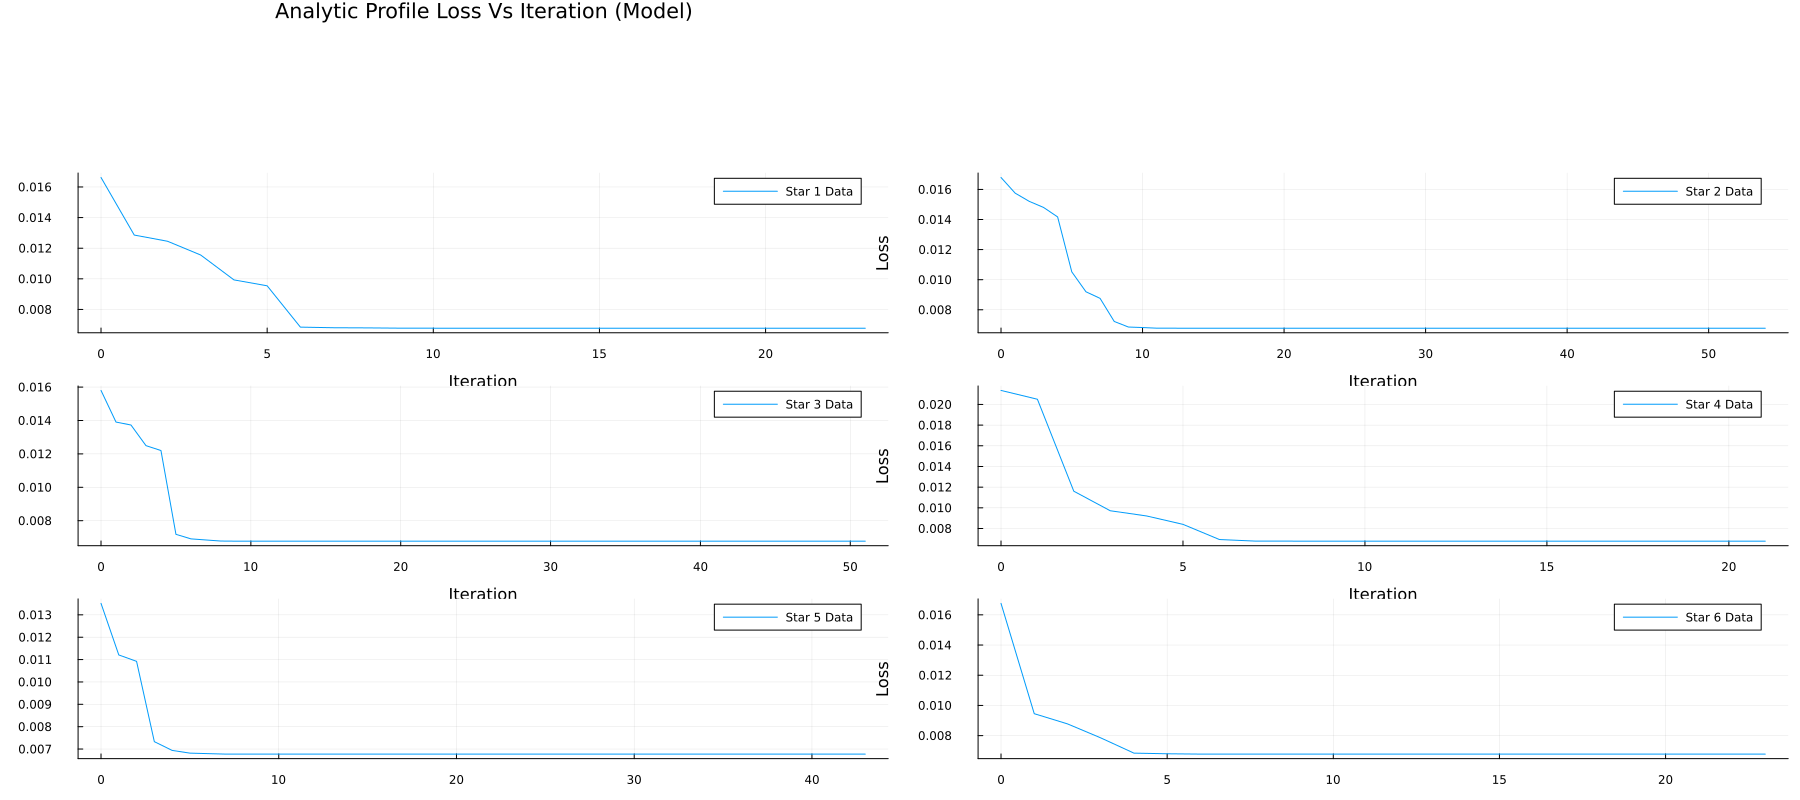 Analytic Profile Loss Vs Iteration (Model)
0.016
0.014
0.012
0.010
0.008
0 5 10 15 20
Iteration
Star 1 Data
Loss
0.016
0.014
0.012
0.010
0.008
0 10 20 30 40 50
Iteration
Star 2 Data
0.016
0.014
0.012
0.010
0.008
0 10 20 30 40 50
Iteration
Star 3 Data
Loss
0.020
0.018
0.016
0.014
0.012
0.010
0.008
0 5 10 15 20
Iteration
Star 4 Data
0.013
0.012
0.011
0.010
0.009
0.008
0.007
0 10 20 30 40
Star 5 Data
Loss
0.016
0.014
0.012
0.010
0.008
0 5 10 15 20
Star 6 Data